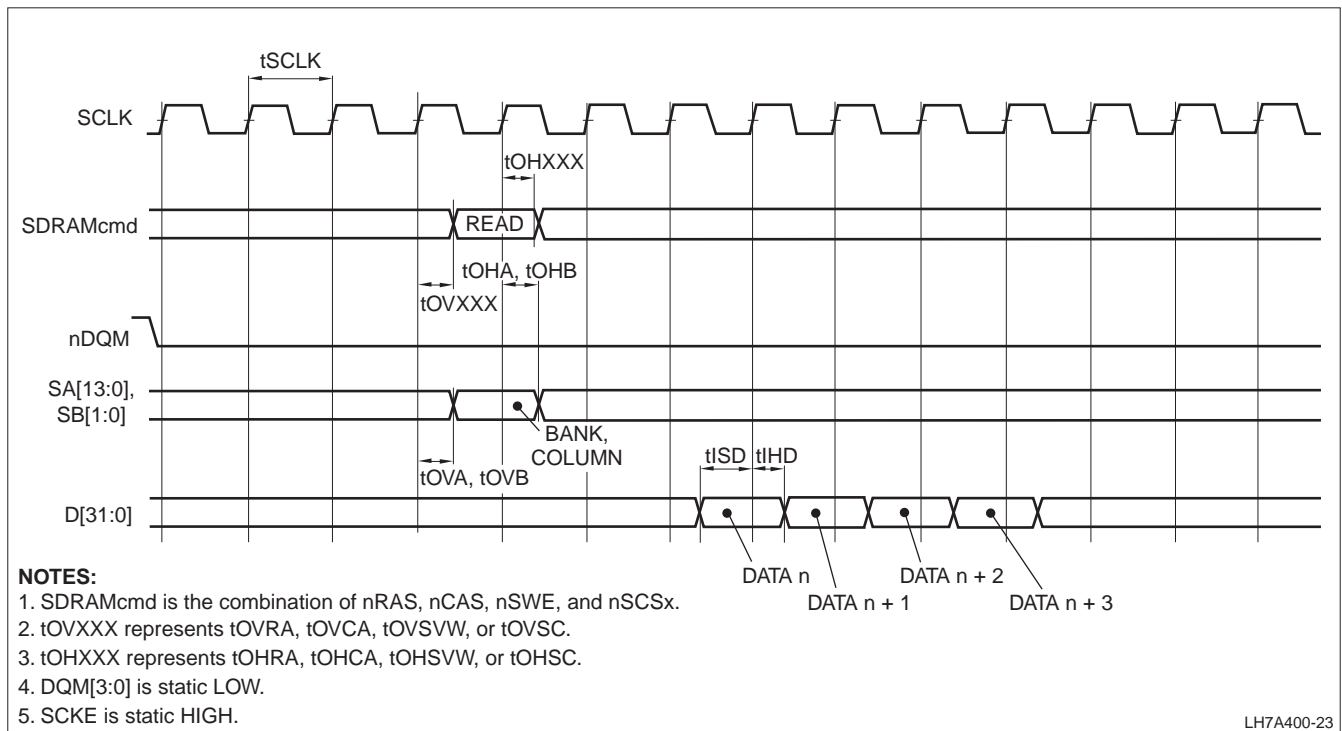 tSCLK
SCLK
tOHXXX
SDRAMcmd
READ
tOHA, tOHB
tOVXXX
nDQM
SA[13:0],
SB[1:0]
BANK,
COLUMN
tISD
tIHD
tOVA, tOVB
D[31:0]
DATA n
DATA n + 2
DATA n + 1
DATA n + 3
NOTES:
1. SDRAMcmd is the combination of nRAS, nCAS, nSWE, and nSCSx.
2. tOVXXX represents tOVRA, tOVCA, tOVSVW, or tOVSC.
3. tOHXXX represents tOHRA, tOHCA, tOHSVW, or tOHSC.
4. DQM[3:0] is static LOW.
5. SCKE is static HIGH.
LH7A400-23